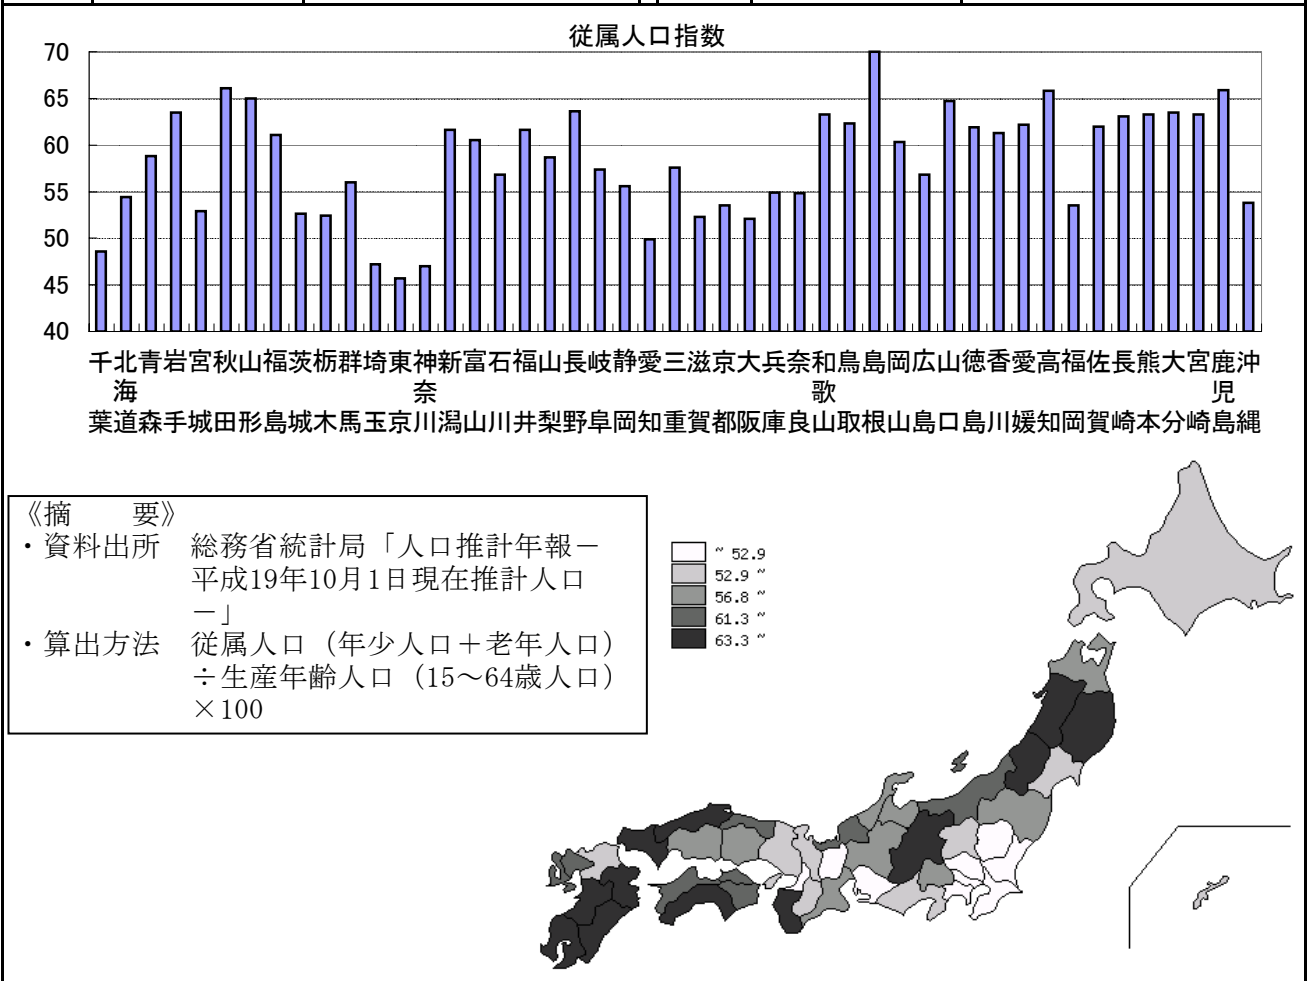 従属人口指数
70
65
60
55
50
45
40
千葉 北海道 青森 岩手 宮城 秋田 山形 福島 茨城 栃木 群馬 埼玉 東京 神奈川 新潟 富山 石川 福井 山梨 長野 岐阜 静岡 愛知 三重 滋賀 京都 大阪 兵庫 奈良 和歌山 鳥取 島根 岡山 広島 山口 徳島 香川 愛媛 高知 福岡 佐賀 長崎 熊本 大分 宮崎 鹿児島 沖縄
《摘　　要》
・資料出所　総務省統計局「人口推計年報－
平成19年10月1日現在推計人口
－」
・算出方法　従属人口（年少人口＋老年人口）
÷生産年齢人口（15～64歳人口）
×100
~ 52.9
52.9 ~
56.8 ~
61.3 ~
63.3 ~